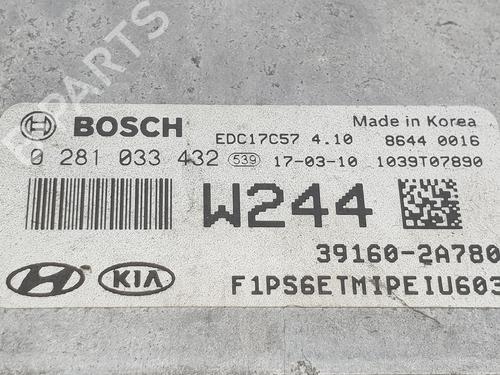 B PARTS
BOSCH
EDC17C57 4.10
Made in Korea
8644 0016
0 281 033 432 539 17-03-10 1039T07890
W244
39160-2A780
KIA
F1PS6ETM1PEIU603